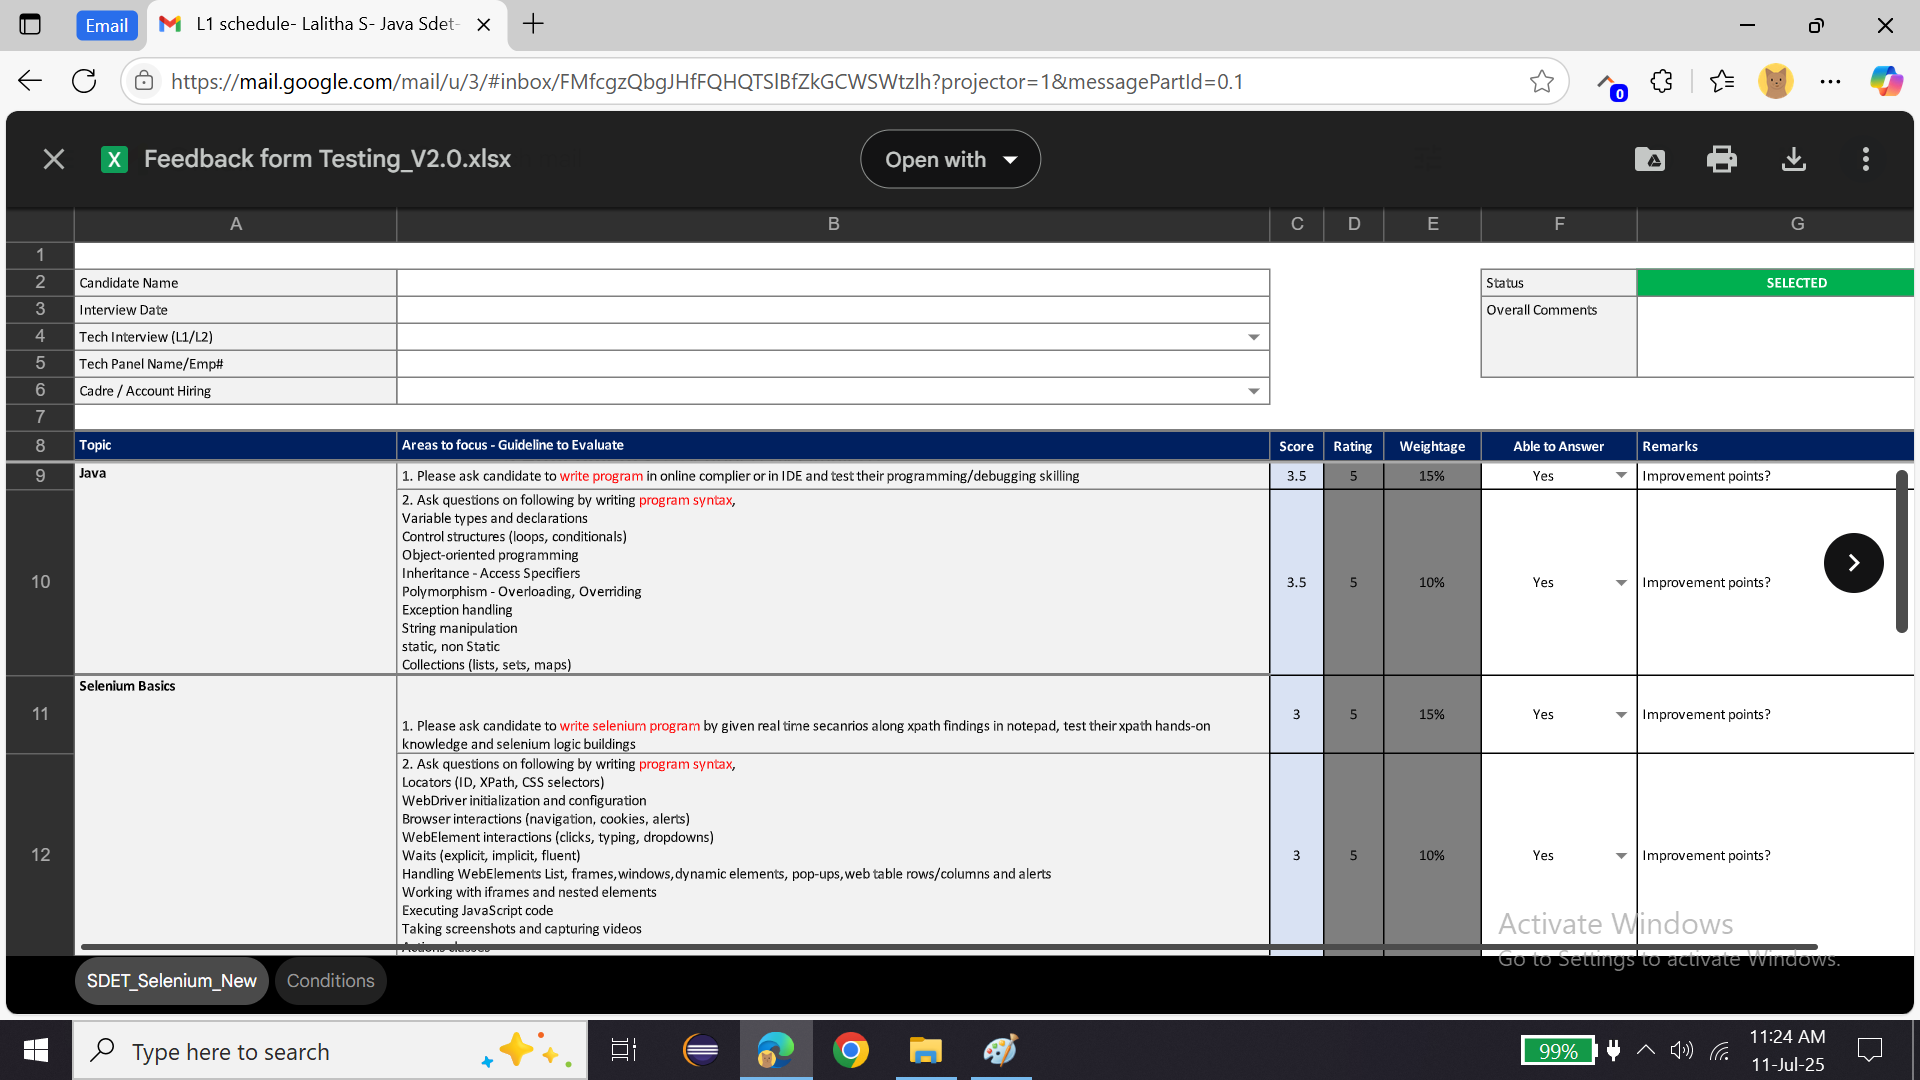 Email
L1 schedule- Lalitha S- Java Sdet-
https://mail.google.com/mail/u/3/#inbox/FMfcgzQbgJHfFQHQTSlBfZkGCWSWtzlh?projector=1&messagePartId=0.1
0
Feedback form Testing_V2.0.xlsx
Open with
A B C D E F G
1
2 Candidate Name Status SELECTED
3 Interview Date Overall Comments
4 Tech Interview (L1/L2)
5 Tech Panel Name/Emp#
6 Cadre / Account Hiring
7
8 Topic Areas to focus - Guideline to Evaluate Score Rating Weightage Able to Answer Remarks
9 Java 1. Please ask candidate to write program in online complier or in IDE and test their programming/debugging skilling 3.5 5 15% Yes Improvement points?
2. Ask questions on following by writing program syntax,
Variable types and declarations
Control structures (loops, conditionals)
Object-oriented programming
Inheritance - Access Specifiers
10 3.5 5 10% Yes Improvement points?
Polymorphism - Overloading, Overriding
Exception handling
String manipulation
static, non Static
Collections (lists, sets, maps)
Selenium Basics
11 3 5 15% Yes Improvement points?
1. Please ask candidate to write selenium program by given real time secanrios along xpath findings in notepad, test their xpath hands-on
knowledge and selenium logic buildings
2. Ask questions on following by writing program syntax,
Locators (ID, XPath, CSS selectors)
WebDriver initialization and configuration
Browser interactions (navigation, cookies, alerts)
WebElement interactions (clicks, typing, dropdowns)
12 Waits (explicit, implicit, fluent) 3 5 10% Yes Improvement points?
Handling WebElements List, frames,windows,dynamic elements, pop-ups,web table rows/columns and alerts
Working with iframes and nested elements
Executing JavaScript code
Taking screenshots and capturing videos
Actions classes
Activate Windows
Go to Settings to activate Windows.
SDET_Selenium_New Conditions
Type here to search
99%
11:24 AM
11-Jul-25